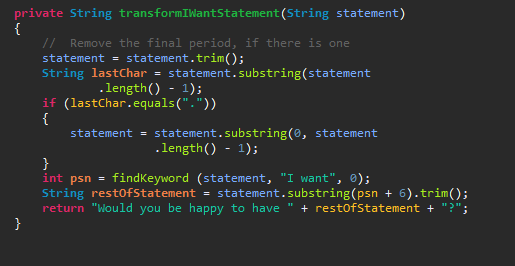 private String transformIWantStatement(String statement)
{
//  Remove the final period, if there is one
statement = statement.trim();
String lastChar = statement.substring(statement
.length() - 1);
if (lastChar.equals("."))
{
statement = statement.substring(0, statement
.length() - 1);
}
int psn = findKeyword (statement, "I want", 0);
String restOfStatement = statement.substring(psn + 6).trim();
return "Would you be happy to have " + restOfStatement + "?";
}